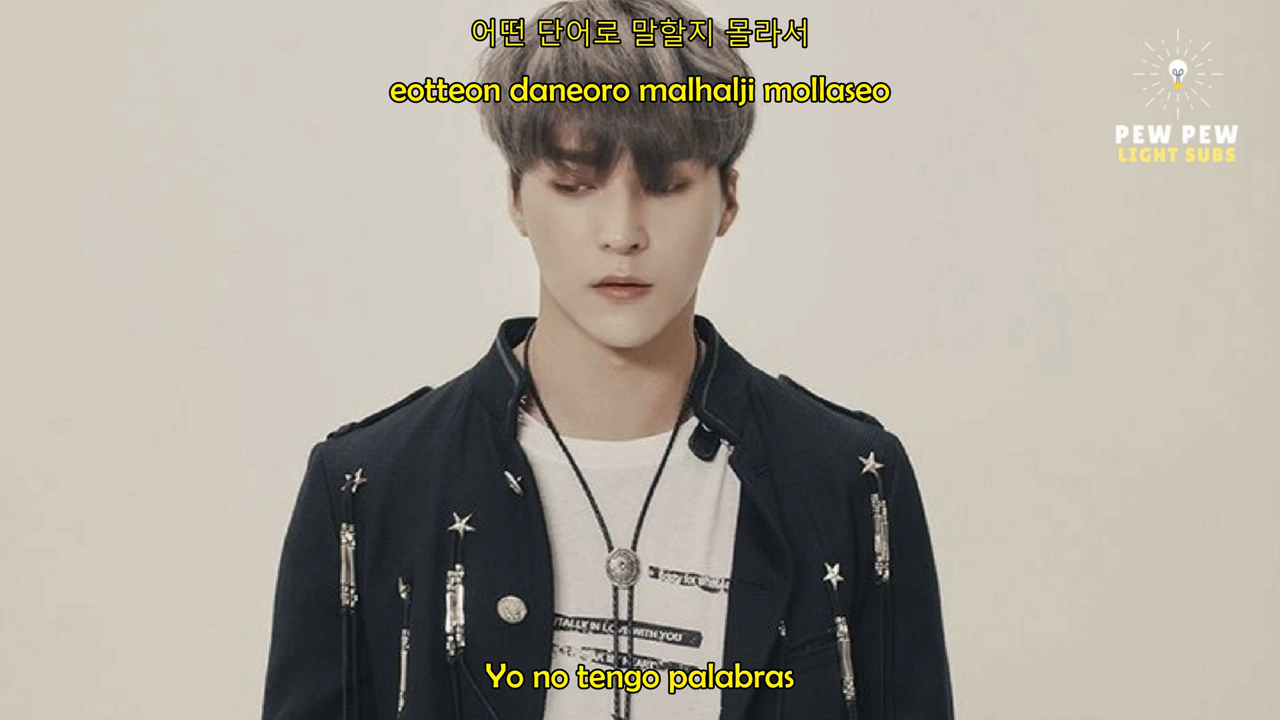 어떤 단어로 말할지 몰라서
eotteon daneoro malhalji mollaseo
PEW PEW
LIGHT SUBS
TALLY IN LOVE WITH YOU
Yo no tengo palabras